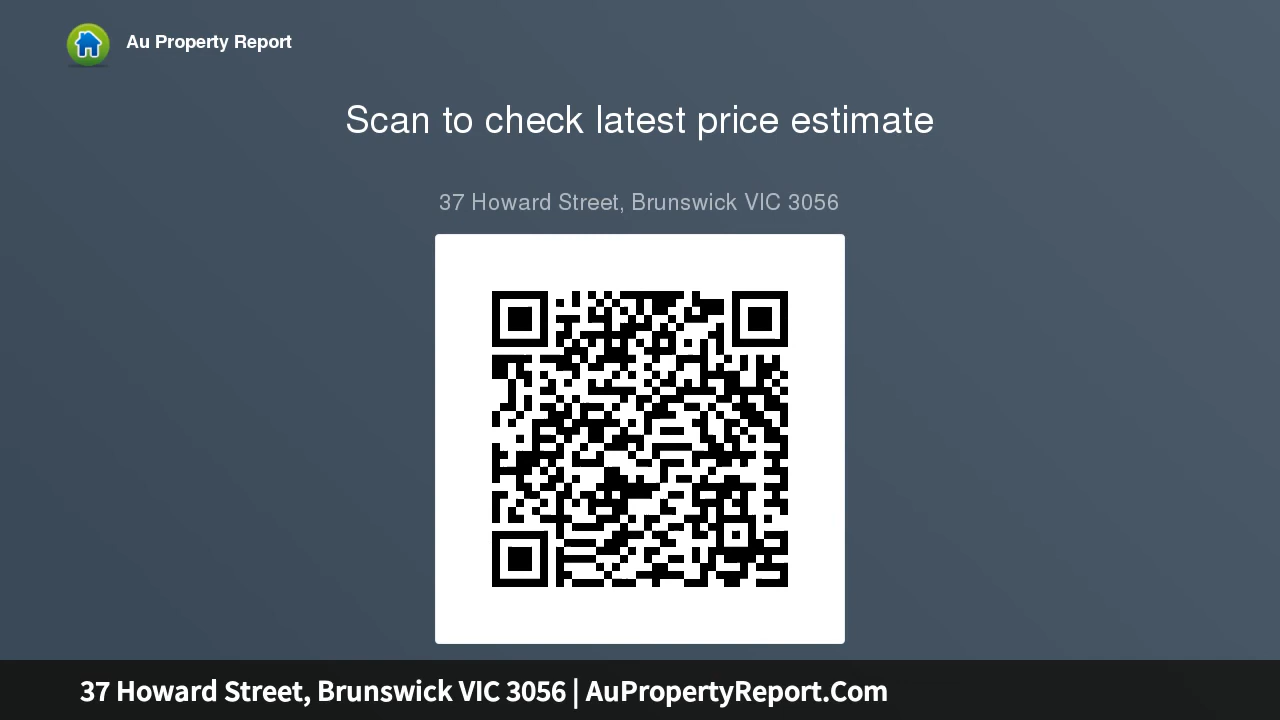 Au Property Report
Scan to check latest price estimate
37 Howard Street, Brunswick VIC 3056
37 Howard Street, Brunswick VIC 3056 | AuPropertyReport.Com